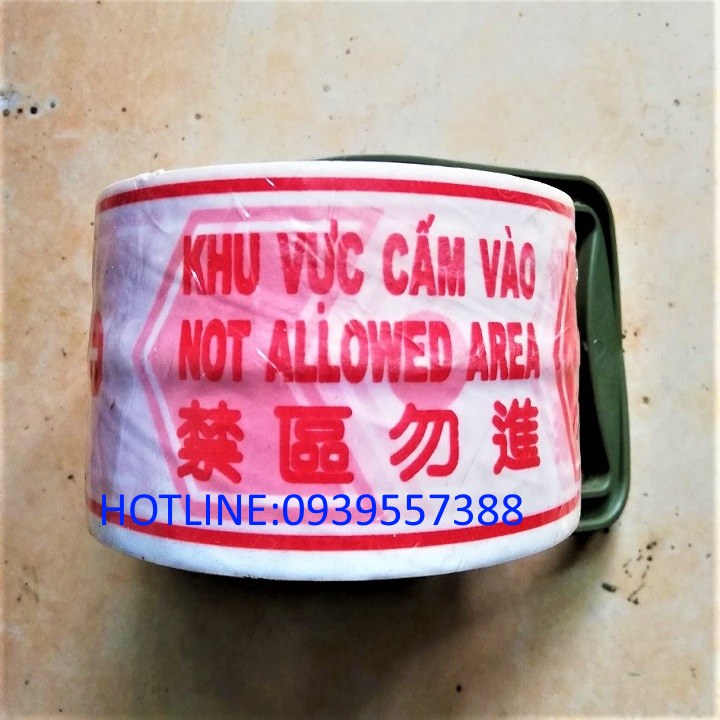 KHU VỰC CẤM VÀO
NOT ALLOWED AREA
禁區勿進
HOTLINE:0939557388